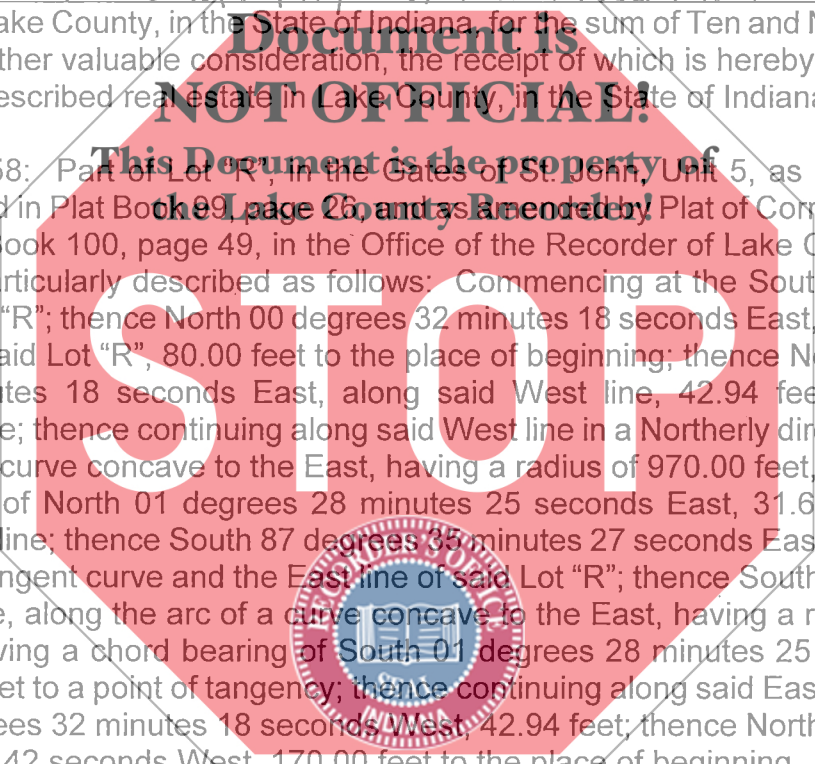 ake County, in the State of Indiana, for the sum of Ten and N
Document is
ther valuable consideration, the receipt of which is hereby
NOT OFFICIAL!
escribed real estate in Lake County, in the State of Indiana
This Document is the property of
58: Part of Lot “R”, in the Gates of St. John, Unit 5, as
the Lake County Recorder!
d in Plat Book 99, page 26, and as amended by Plat of Corr
Book 100, page 49, in the Office of the Recorder of Lake C
articularly described as follows: Commencing at the Sout
“R”; thence North 00 degrees 32 minutes 18 seconds East,
aid Lot “R”, 80.00 feet to the place of beginning; thence N
utes 18 seconds East, along said West line, 42.94 fee
STOP
e; thence continuing along said West line in a Northerly dir
curve concave to the East, having a radius of 970.00 feet,
of North 01 degrees 28 minutes 25 seconds East, 31.6
line; thence South 87 degrees 35 minutes 27 seconds Eas
RECORDER'S OFFICE
ngent curve and the East line of said Lot “R”; thence South
e, along the arc of a curve concave to the East, having a r
ving a chord bearing of South 01 degrees 28 minutes 25
SEAL
et to a point of tangency; thence continuing along said Eas
INDIANA
ees 32 minutes 18 seconds West, 42.94 feet; thence North
42 seconds West, 170.00 feet to the place of beginning